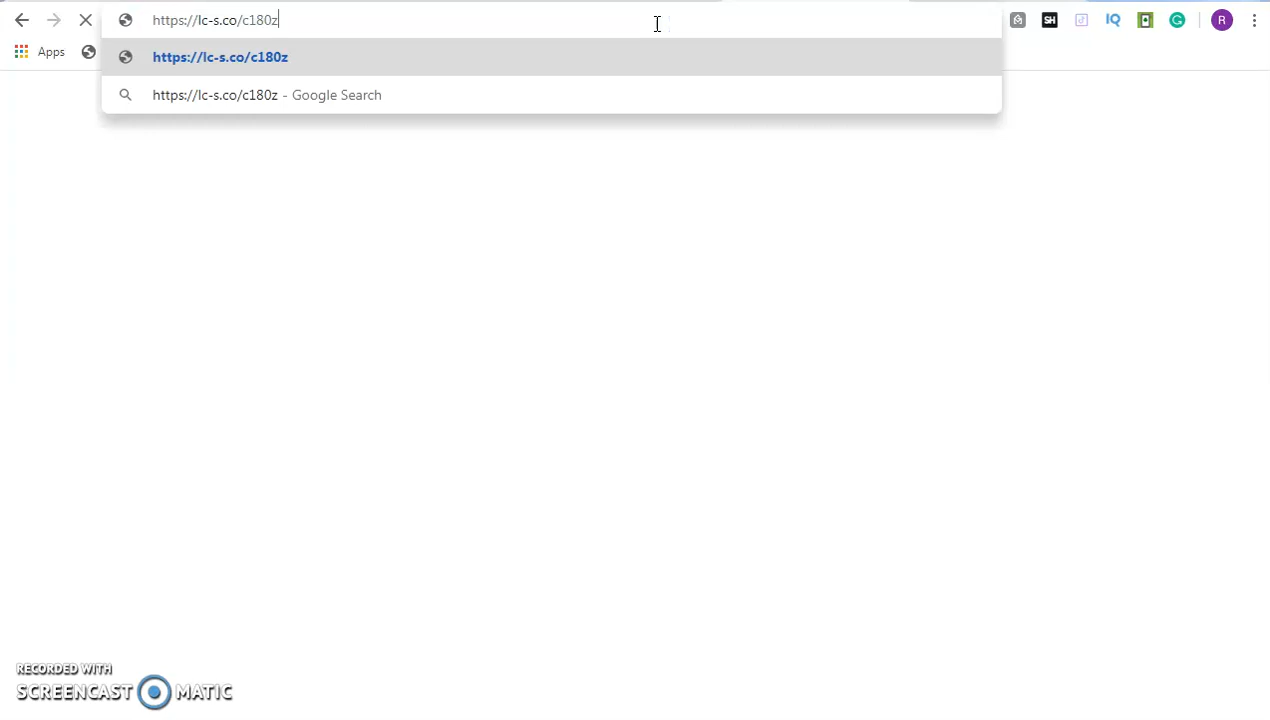 https://lc-s.co/c180z
SH
IQ
R
Apps
https://lc-s.co/c180z
https://lc-s.co/c180z - Google Search
RECORDED WITH
SCREENCAST MATIC